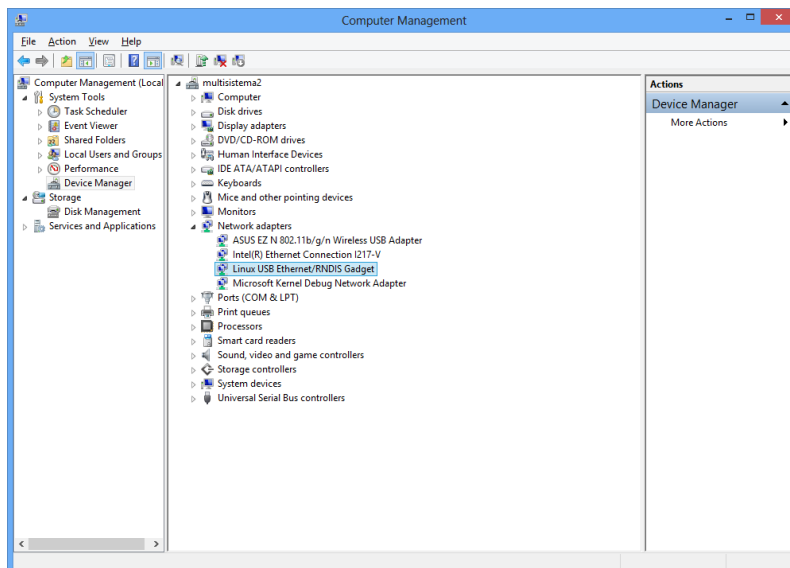 Computer Management
File Action View Help
Computer Management (Local
System Tools
Task Scheduler
Event Viewer
Shared Folders
Local Users and Groups
Performance
Device Manager
Storage
Disk Management
Services and Applications
multisistema2
Computer
Disk drives
Display adapters
DVD/CD-ROM drives
Human Interface Devices
IDE ATA/ATAPI controllers
Keyboards
Mice and other pointing devices
Monitors
Network adapters
ASUS EZ N 802.11b/g/n Wireless USB Adapter
Intel(R) Ethernet Connection I217-V
Linux USB Ethernet/RNDIS Gadget
Microsoft Kernel Debug Network Adapter
Ports (COM & LPT)
Print queues
Processors
Smart card readers
Sound, video and game controllers
Storage controllers
System devices
Universal Serial Bus controllers
Actions
Device Manager
More Actions